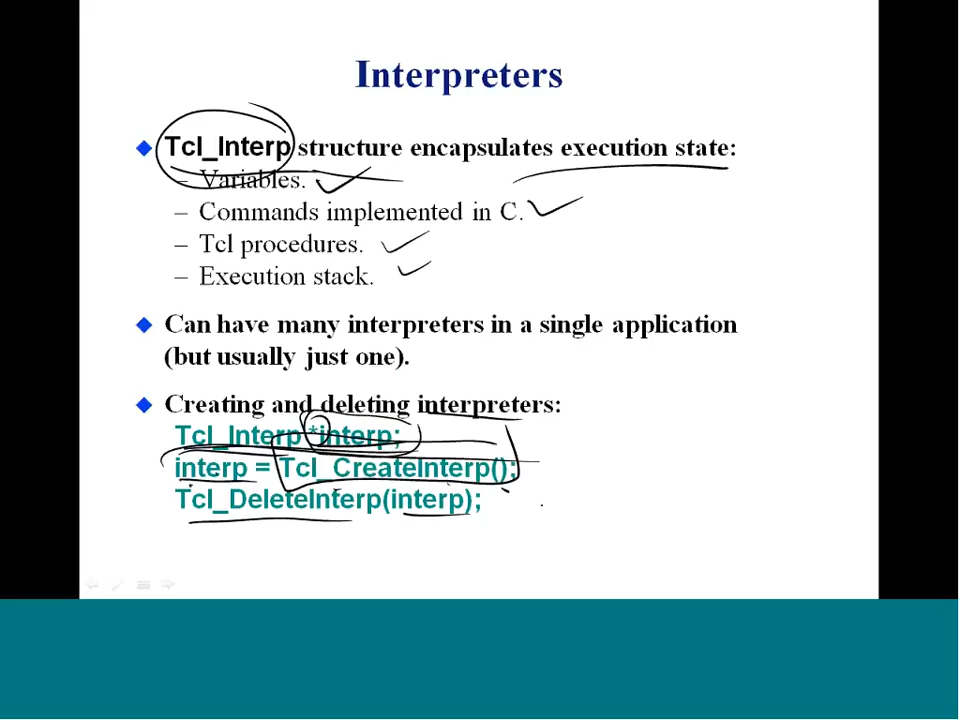 Interpreters
Tcl_Interp structure encapsulates execution state:
– Variables.
– Commands implemented in C.
– Tcl procedures.
– Execution stack.
Can have many interpreters in a single application
(but usually just one).
Creating and deleting interpreters:
Tcl_Interp *interp;
interp = Tcl_CreateInterp();
Tcl_DeleteInterp(interp);